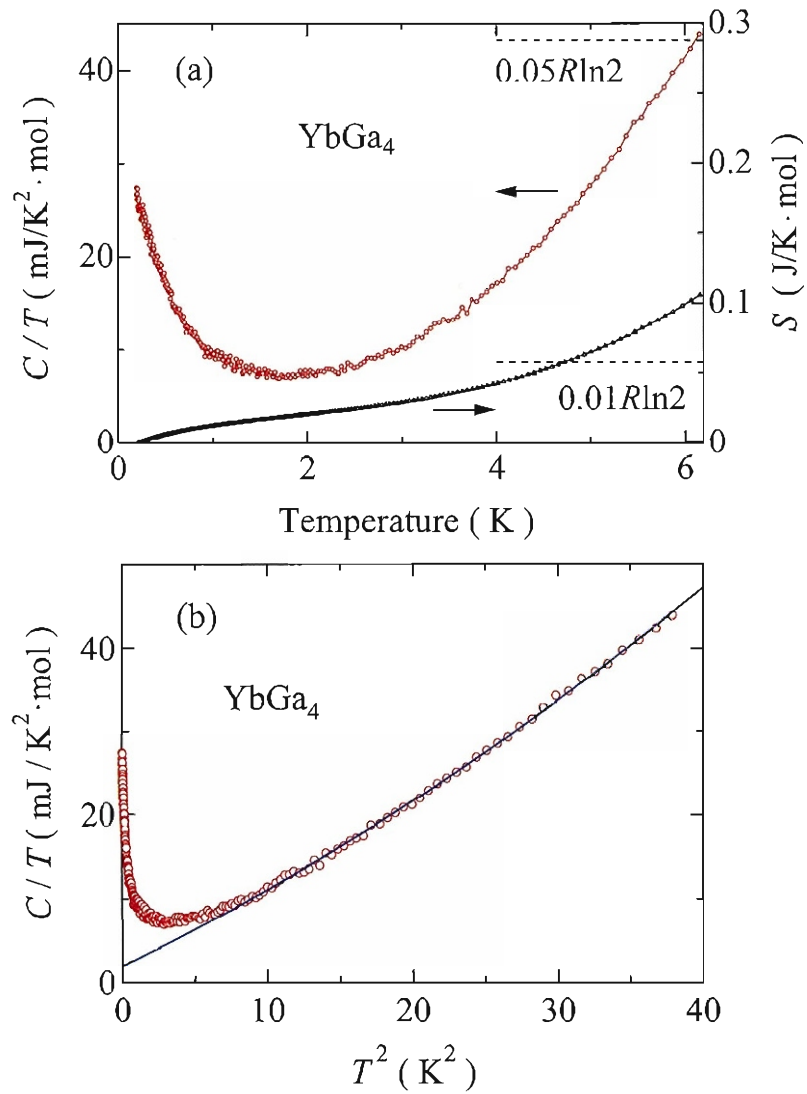 (a)
YbGa4
0.05Rln2
0.01Rln2
C / T ( mJ/K² · mol)
40
20
0
S ( J/K · mol)
0.3
0.2
0.1
0
0 2 4 6
Temperature ( K )
(b)
YbGa4
C / T ( mJ / K² ·mol)
40
20
0
0 10 20 30 40
T² ( K² )